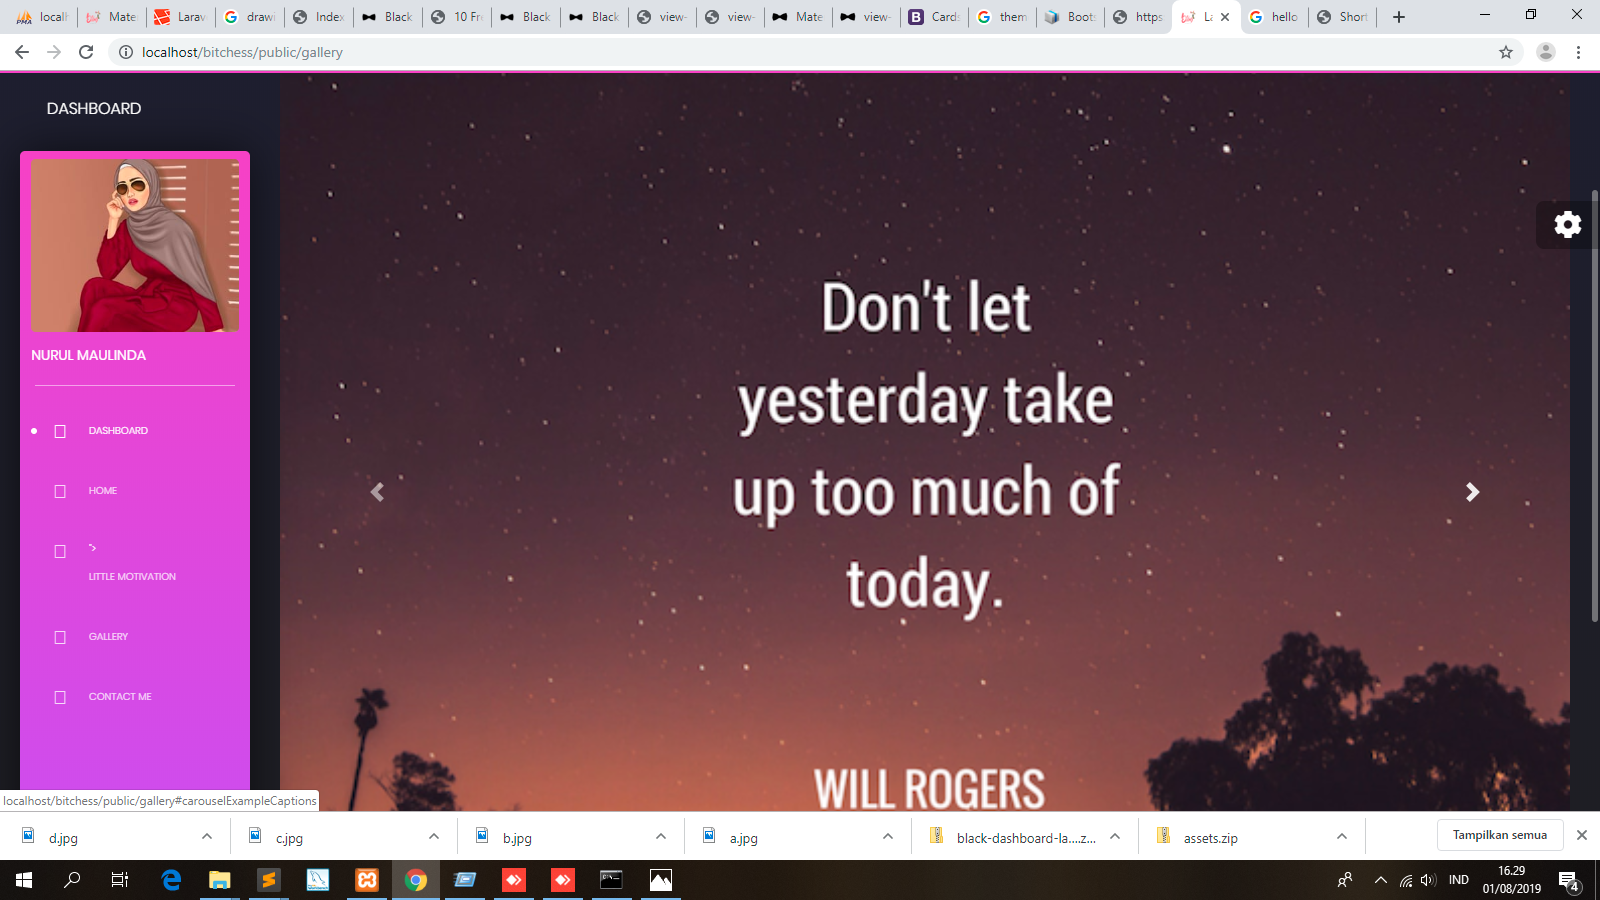 locall
Mate
Larav
drawi
Index
Black
10 Fr
Black
Black
view-
view-
Mate
view-
Cards
them
Boots
https
La
hello
Short
localhost/bitchess/public/gallery
DASHBOARD
NURUL MAULINDA
DASHBOARD
HOME
">
LITTLE MOTIVATION
GALLERY
CONTACT ME
Don't let
yesterday take
up too much of
today.
WILL ROGERS
localhost/bitchess/public/gallery#carouselExampleCaptions
d.jpg
c.jpg
b.jpg
a.jpg
black-dashboard-la....z...
assets.zip
Tampilkan semua
IND
16.29
01/08/2019
4